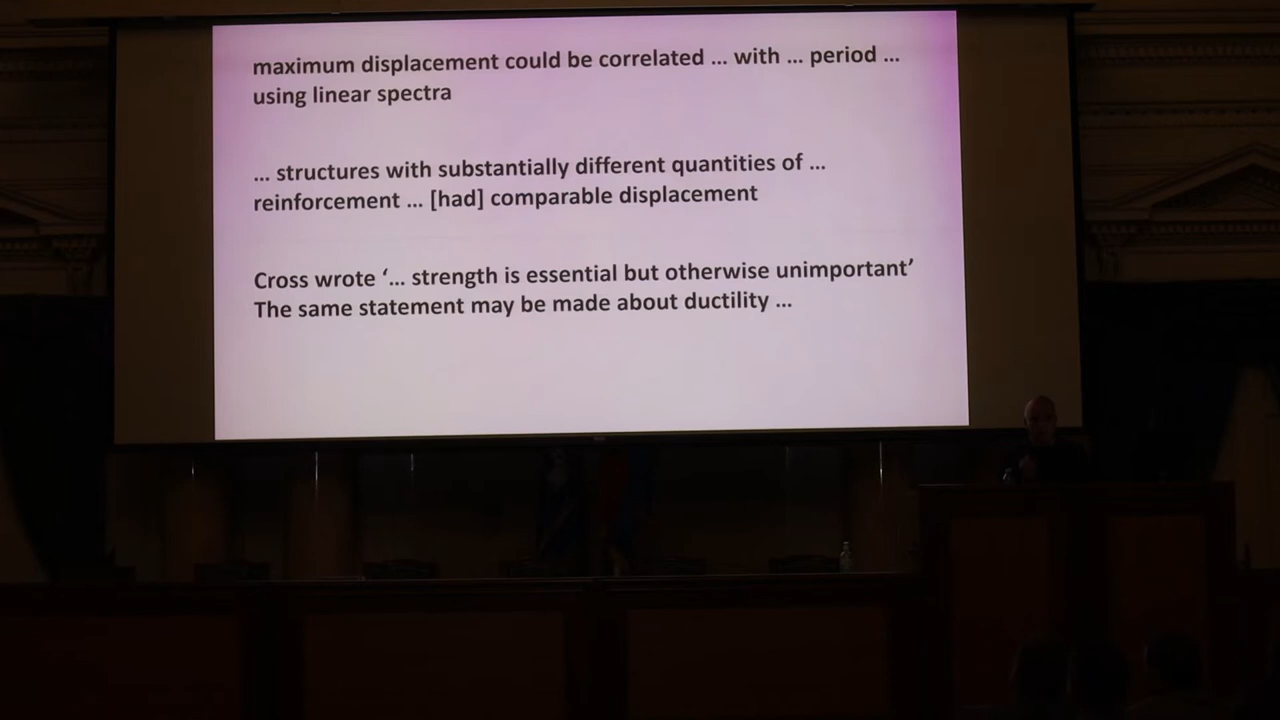 maximum displacement could be correlated ... with ... period ...
using linear spectra
... structures with substantially different quantities of ...
reinforcement ... [had] comparable displacement
Cross wrote ‘... strength is essential but otherwise unimportant’
The same statement may be made about ductility ...